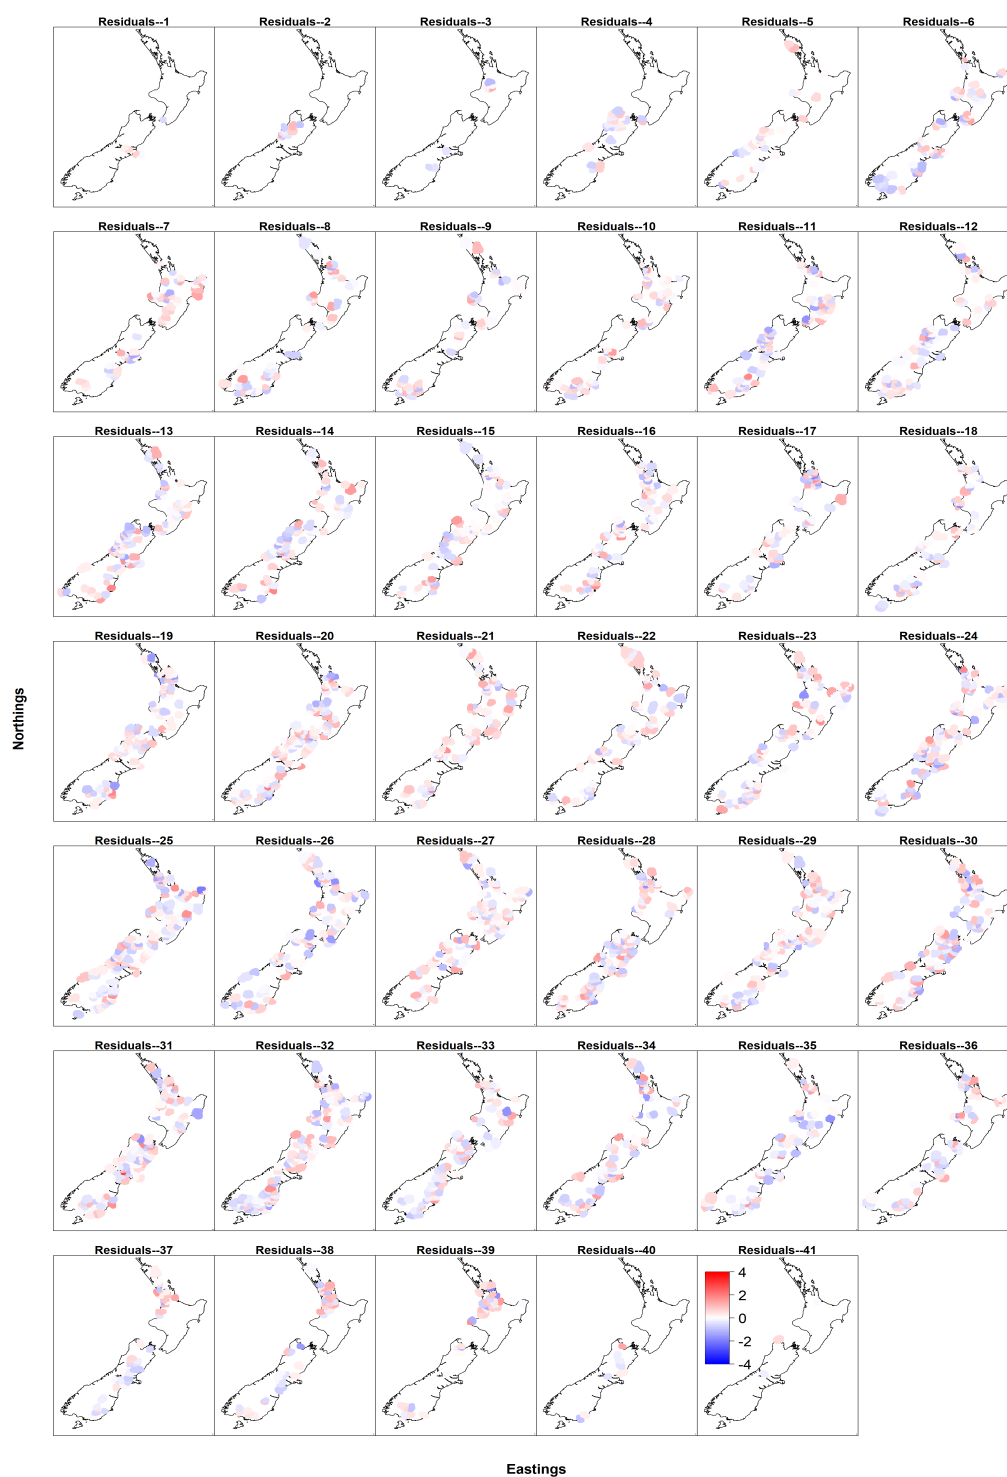 Residuals--1 Residuals--2 Residuals--3 Residuals--4 Residuals--5 Residuals--6
Residuals--7 Residuals--8 Residuals--9 Residuals--10 Residuals--11 Residuals--12
Residuals--13 Residuals--14 Residuals--15 Residuals--16 Residuals--17 Residuals--18
Residuals--19 Residuals--20 Residuals--21 Residuals--22 Residuals--23 Residuals--24
Northings
Residuals--25 Residuals--26 Residuals--27 Residuals--28 Residuals--29 Residuals--30
Residuals--31 Residuals--32 Residuals--33 Residuals--34 Residuals--35 Residuals--36
Residuals--37 Residuals--38 Residuals--39 Residuals--40 Residuals--41
4
2
0
-2
-4
Eastings